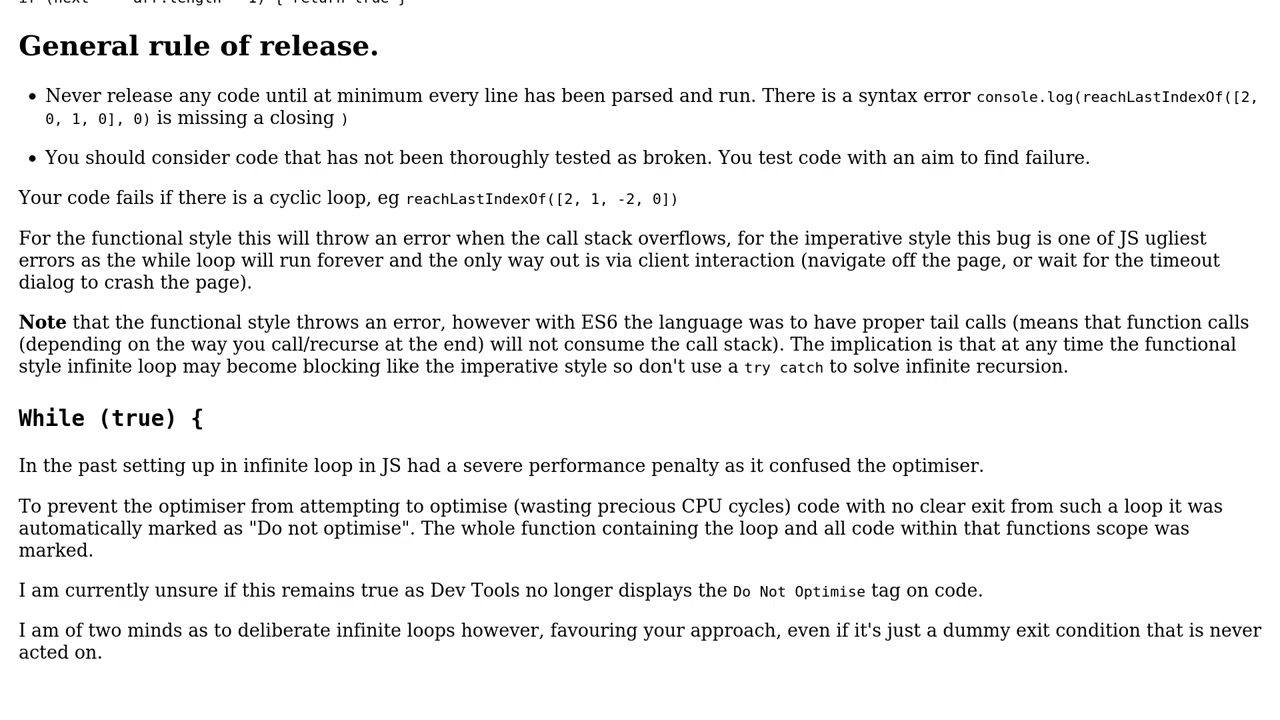 General rule of release.
• Never release any code until at minimum every line has been parsed and run. There is a syntax error console.log(reachLastIndexOf([2,
0, 1, 0], 0) is missing a closing )
• You should consider code that has not been thoroughly tested as broken. You test code with an aim to find failure.
Your code fails if there is a cyclic loop, eg reachLastIndexOf([2, 1, -2, 0])
For the functional style this will throw an error when the call stack overflows, for the imperative style this bug is one of JS ugliest
errors as the while loop will run forever and the only way out is via client interaction (navigate off the page, or wait for the timeout
dialog to crash the page).
Note that the functional style throws an error, however with ES6 the language was to have proper tail calls (means that function calls
(depending on the way you call/recurse at the end) will not consume the call stack). The implication is that at any time the functional
style infinite loop may become blocking like the imperative style so don't use a try catch to solve infinite recursion.
While (true) {
In the past setting up in infinite loop in JS had a severe performance penalty as it confused the optimiser.
To prevent the optimiser from attempting to optimise (wasting precious CPU cycles) code with no clear exit from such a loop it was
automatically marked as "Do not optimise". The whole function containing the loop and all code within that functions scope was
marked.
I am currently unsure if this remains true as Dev Tools no longer displays the Do Not Optimise tag on code.
I am of two minds as to deliberate infinite loops however, favouring your approach, even if it's just a dummy exit condition that is never
acted on.